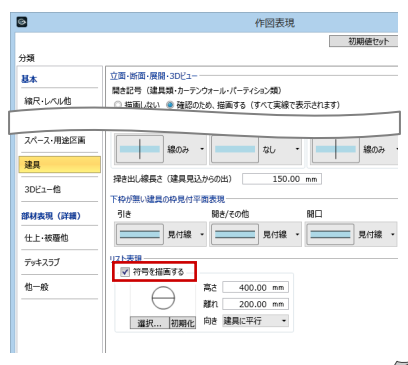 作図表現
初期値セット
分類
基本
縮尺・レベル他
スペース・用途区画
建具
3Dビュー他
部材表現（詳細）
仕上・被覆他
デッキスラブ
他一般
立面・断面・展開・3Dビュー
開き記号（建具類・カーテンウォール・パーティション類）
描画しない 確認のため、描画する（すべて実線で表示されます）
線のみ なし 線のみ
掃き出し線長さ（建具見込からの出） 150.00 mm
下枠が無い建具の枠見付平面表現
引き 開き/その他 開口
見付線 見付線 見付線
リスト表現
符号を描画する
高さ 400.00 mm
離れ 200.00 mm
選択... 初期化 向き 建具に平行